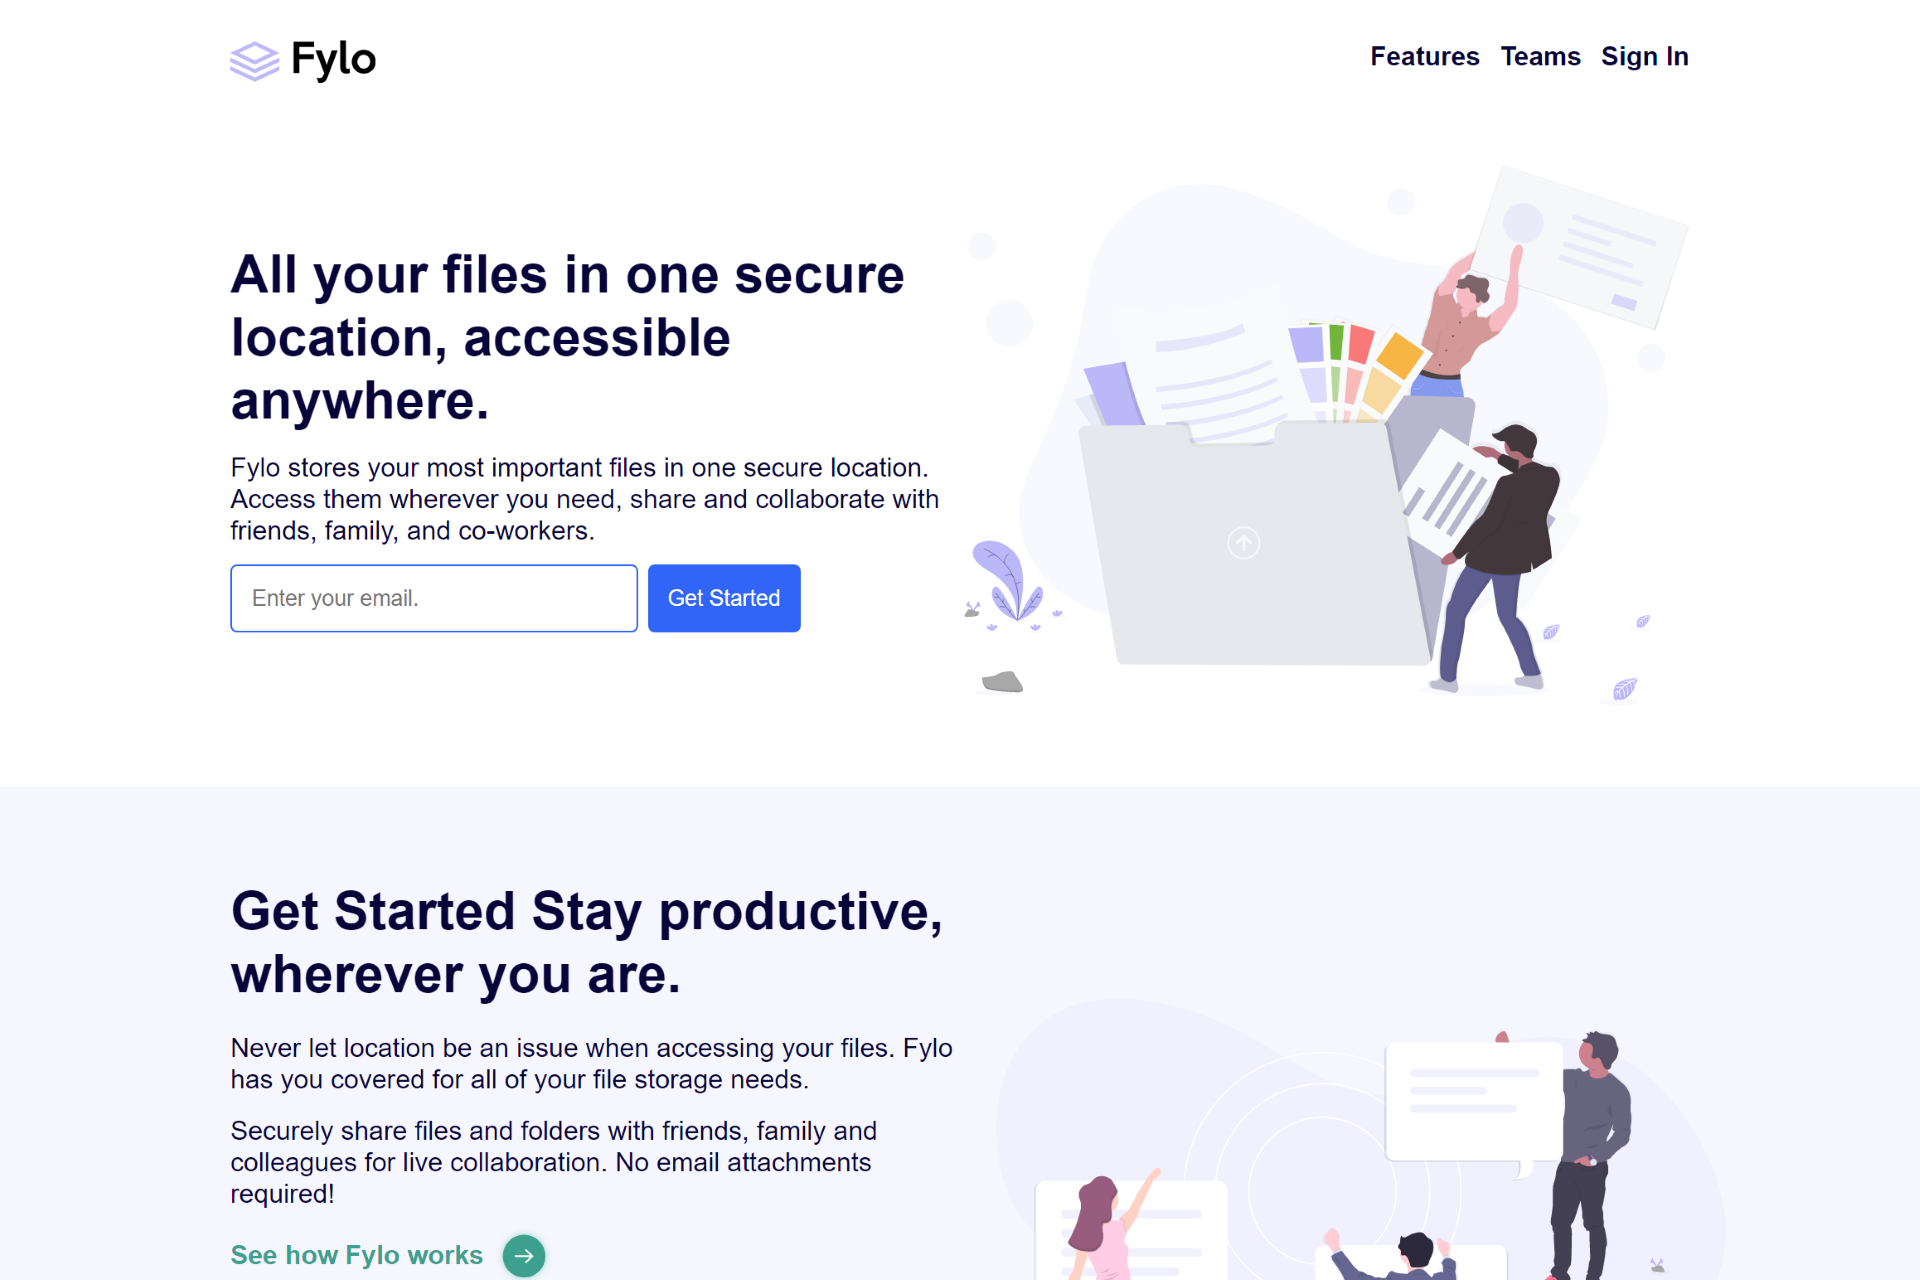 Fylo
Features Teams Sign In
All your files in one secure
location, accessible
anywhere.
Fylo stores your most important files in one secure location.
Access them wherever you need, share and collaborate with
friends, family, and co-workers.
Enter your email.
Get Started
Get Started Stay productive,
wherever you are.
Never let location be an issue when accessing your files. Fylo
has you covered for all of your file storage needs.
Securely share files and folders with friends, family and
colleagues for live collaboration. No email attachments
required!
See how Fylo works